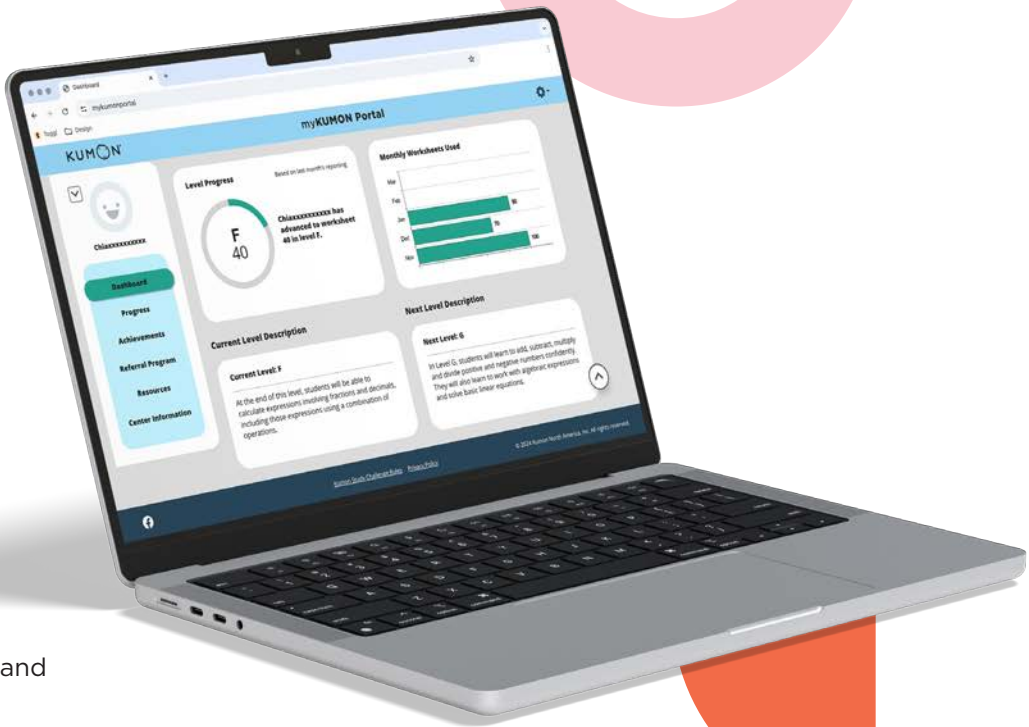 Dashboard
mykumonportal
Toggl
Design
KUMON
myKUMON Portal
Chiaxxxxxxxxxx
Dashboard
Progress
Achievements
Referral Program
Resources
Center Information
Level Progress
Based on last month's reporting
F
40
Chiaxxxxxxxxxx has
advanced to worksheet
40 in level F.
Monthly Worksheets Used
Mar
Feb
Jan
Dec
Nov
70
100
Current Level Description
Current Level: F
At the end of this level, students will be able to
calculate expressions involving fractions and decimals,
including those expressions using a combination of
operations.
Next Level Description
Next Level: G
In Level G, students will learn to add, subtract, multiply
and divide positive and negative numbers confidently.
They will also learn to work with algebraic expressions
and solve basic linear equations.
Kumon Study Challenge Rules
Privacy Policy
© 2024 Kumon North America, Inc. All rights reserved.
and